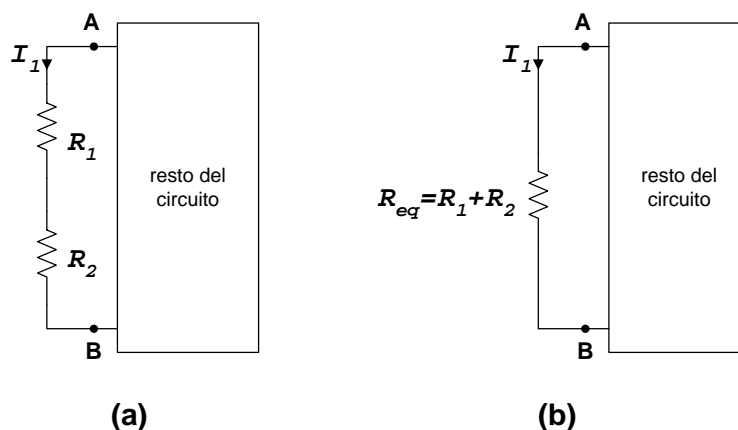 A
A
I1
I1
R1
resto del
circuito
resto del
circuito
Req=R1+R2
R2
B
B
(a)
(b)